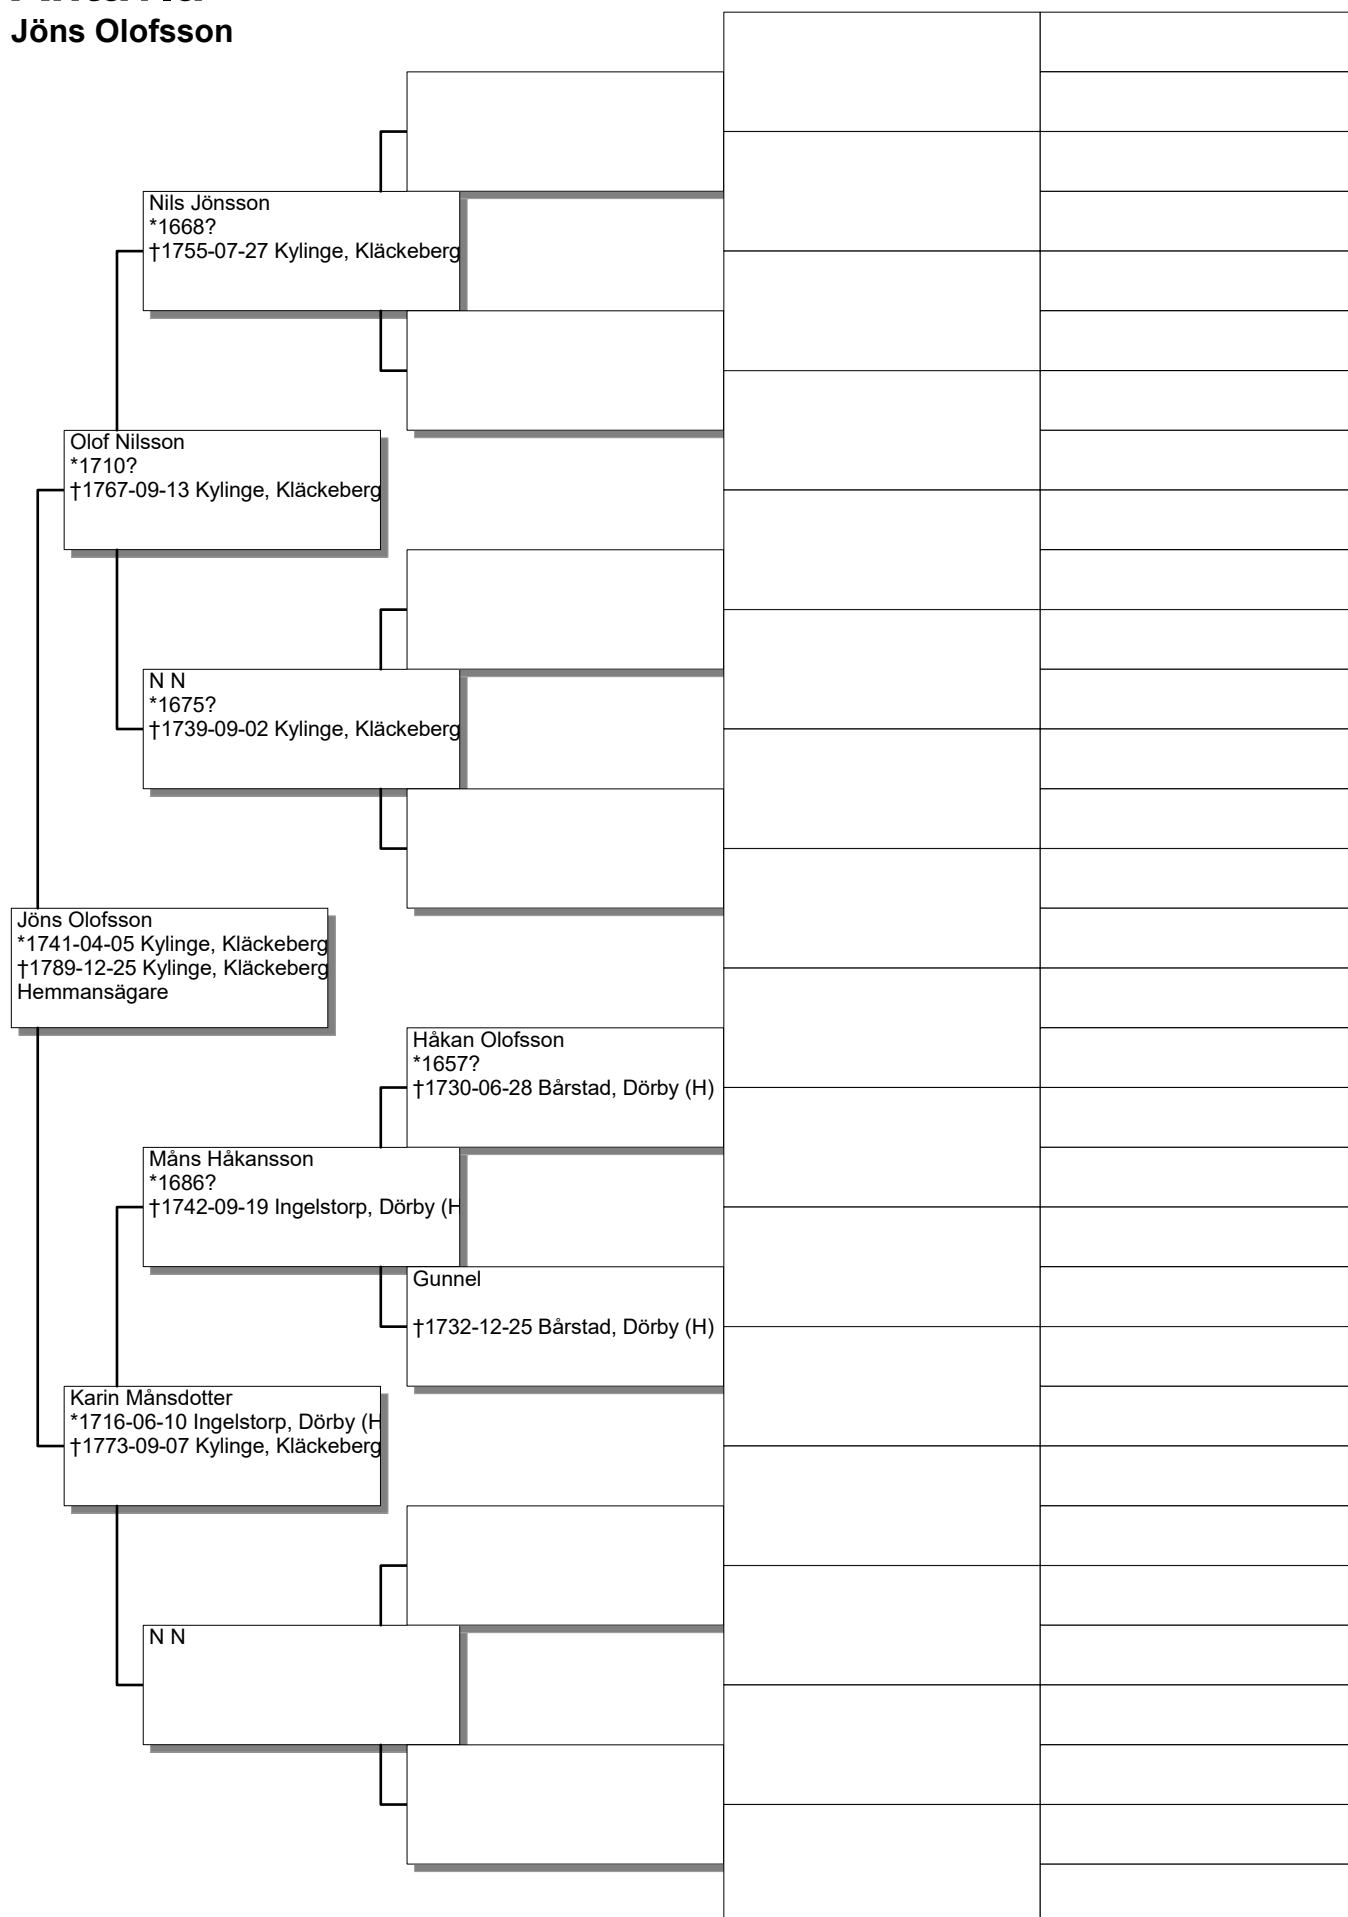 Jöns Olofsson
Nils Jönsson
*1668?
†1755-07-27 Kylinge, Kläckeberg
Olof Nilsson
*1710?
†1767-09-13 Kylinge, Kläckeberg
N N
*1675?
†1739-09-02 Kylinge, Kläckeberg
Jöns Olofsson
*1741-04-05 Kylinge, Kläckeberg
†1789-12-25 Kylinge, Kläckeberg
Hemmansägare
Håkan Olofsson
*1657?
†1730-06-28 Bårstad, Dörby (H)
Måns Håkansson
*1686?
†1742-09-19 Ingelstorp, Dörby (H
Gunnel
†1732-12-25 Bårstad, Dörby (H)
Karin Månsdotter
*1716-06-10 Ingelstorp, Dörby (H
†1773-09-07 Kylinge, Kläckeberg
N N